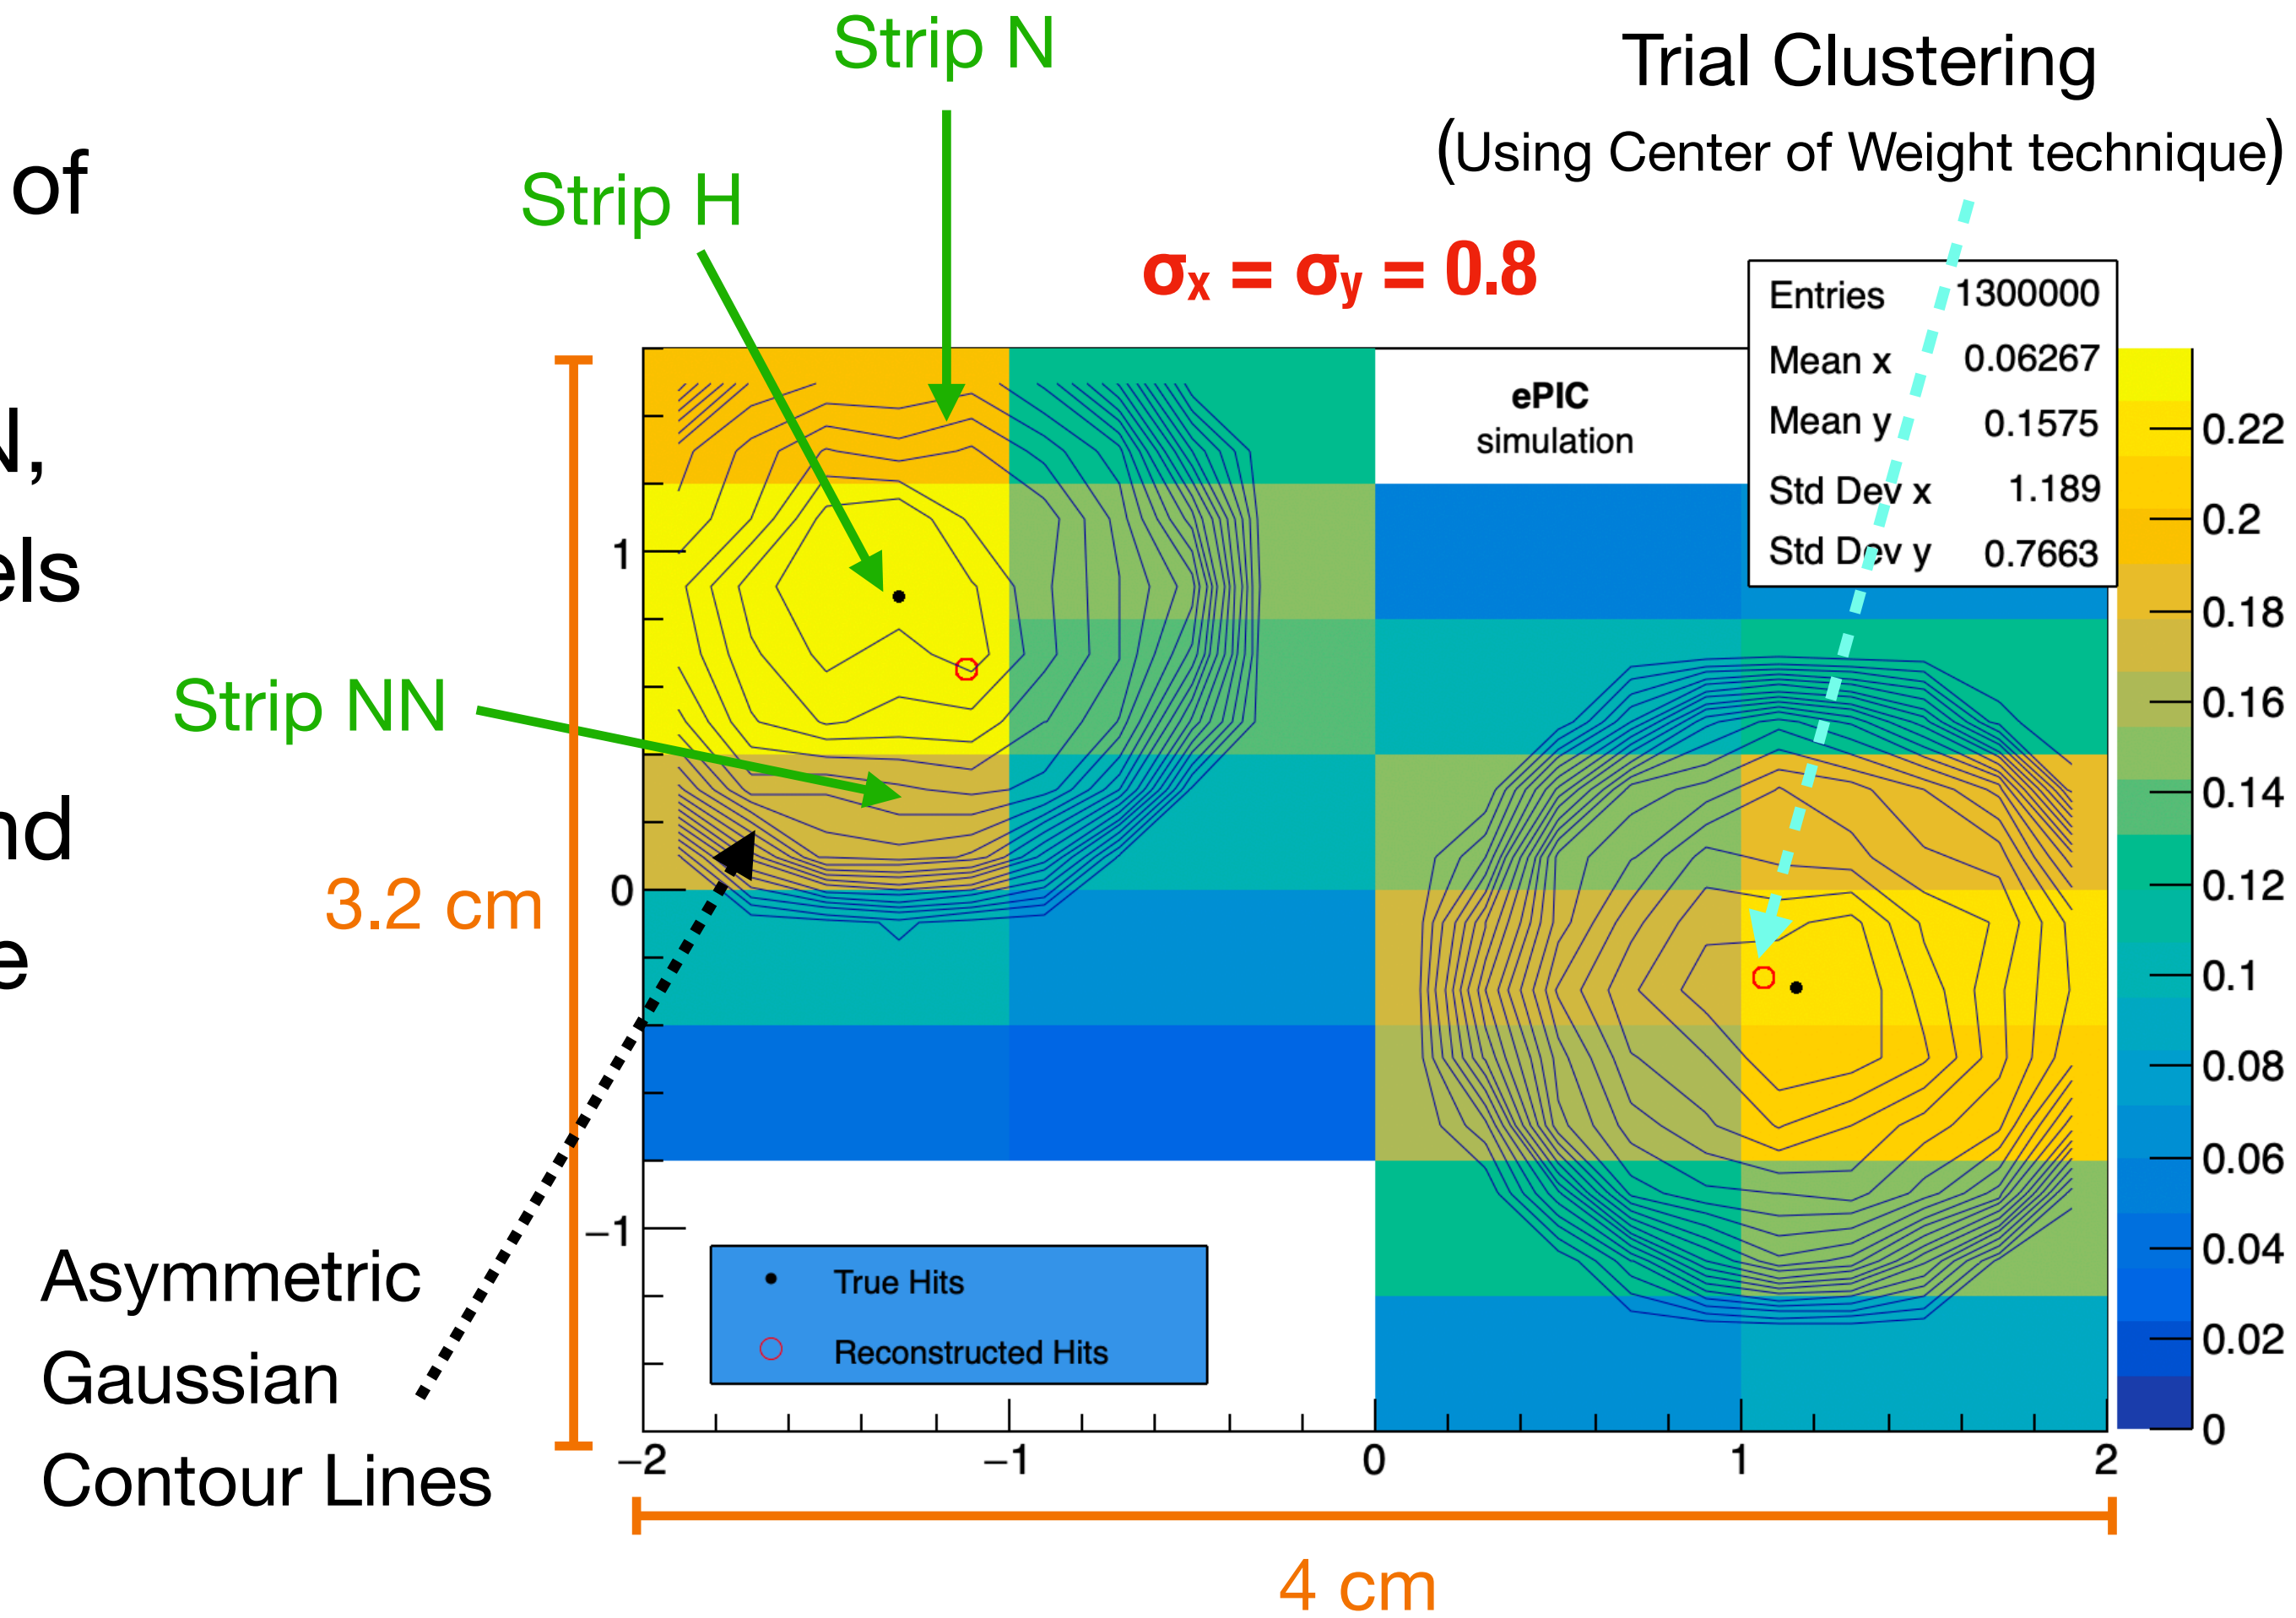 of
N,
els
nd
e
Strip N
Strip H
Strip NN
Trial Clustering
(Using Center of Weight technique)
σx = σy = 0.8
Entries 1300000
Mean x 0.06267
Mean y 0.1575
Std Dev x 1.189
Std Dev y 0.7663
ePIC
simulation
3.2 cm
1
0
−1
0.22
0.2
0.18
0.16
0.14
0.12
0.1
0.08
0.06
0.04
0.02
0
Asymmetric
Gaussian
Contour Lines
True Hits
Reconstructed Hits
−2 −1 0 1 2
4 cm